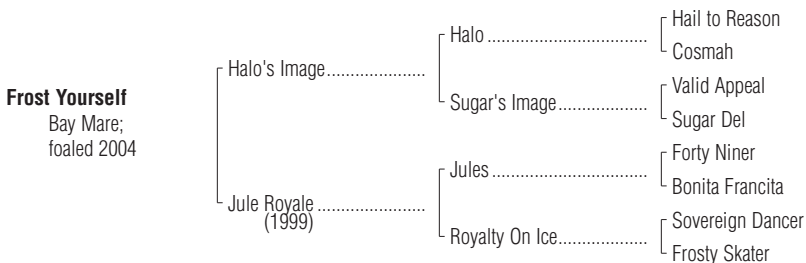 Frost Yourself
Bay Mare;
foaled 2004
Halo's Image.....................
Jule Royale.......................
(1999)
Halo.................................
Sugar's Image..................
Jules................................
Royalty On Ice..................
Hail to Reason
Cosmah
Valid Appeal
Sugar Del
Forty Niner
Bonita Francita
Sovereign Dancer
Frosty Skater